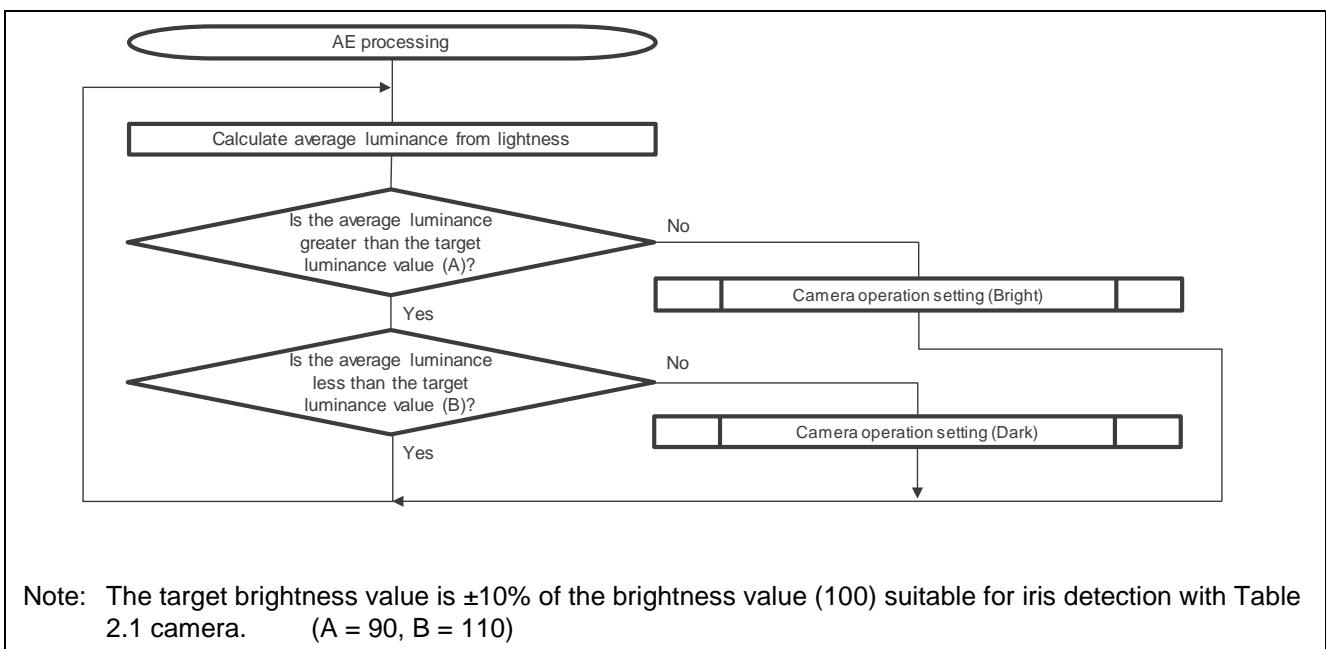 AE processing
Calculate average luminance from lightness
Is the average luminance
greater than the target
luminance value (A)?
No
Camera operation setting (Bright)
Yes
Is the average luminance
less than the target
luminance value (B)?
No
Camera operation setting (Dark)
Yes
Note: The target brightness value is ±10% of the brightness value (100) suitable for iris detection with Table
2.1 camera. (A = 90, B = 110)